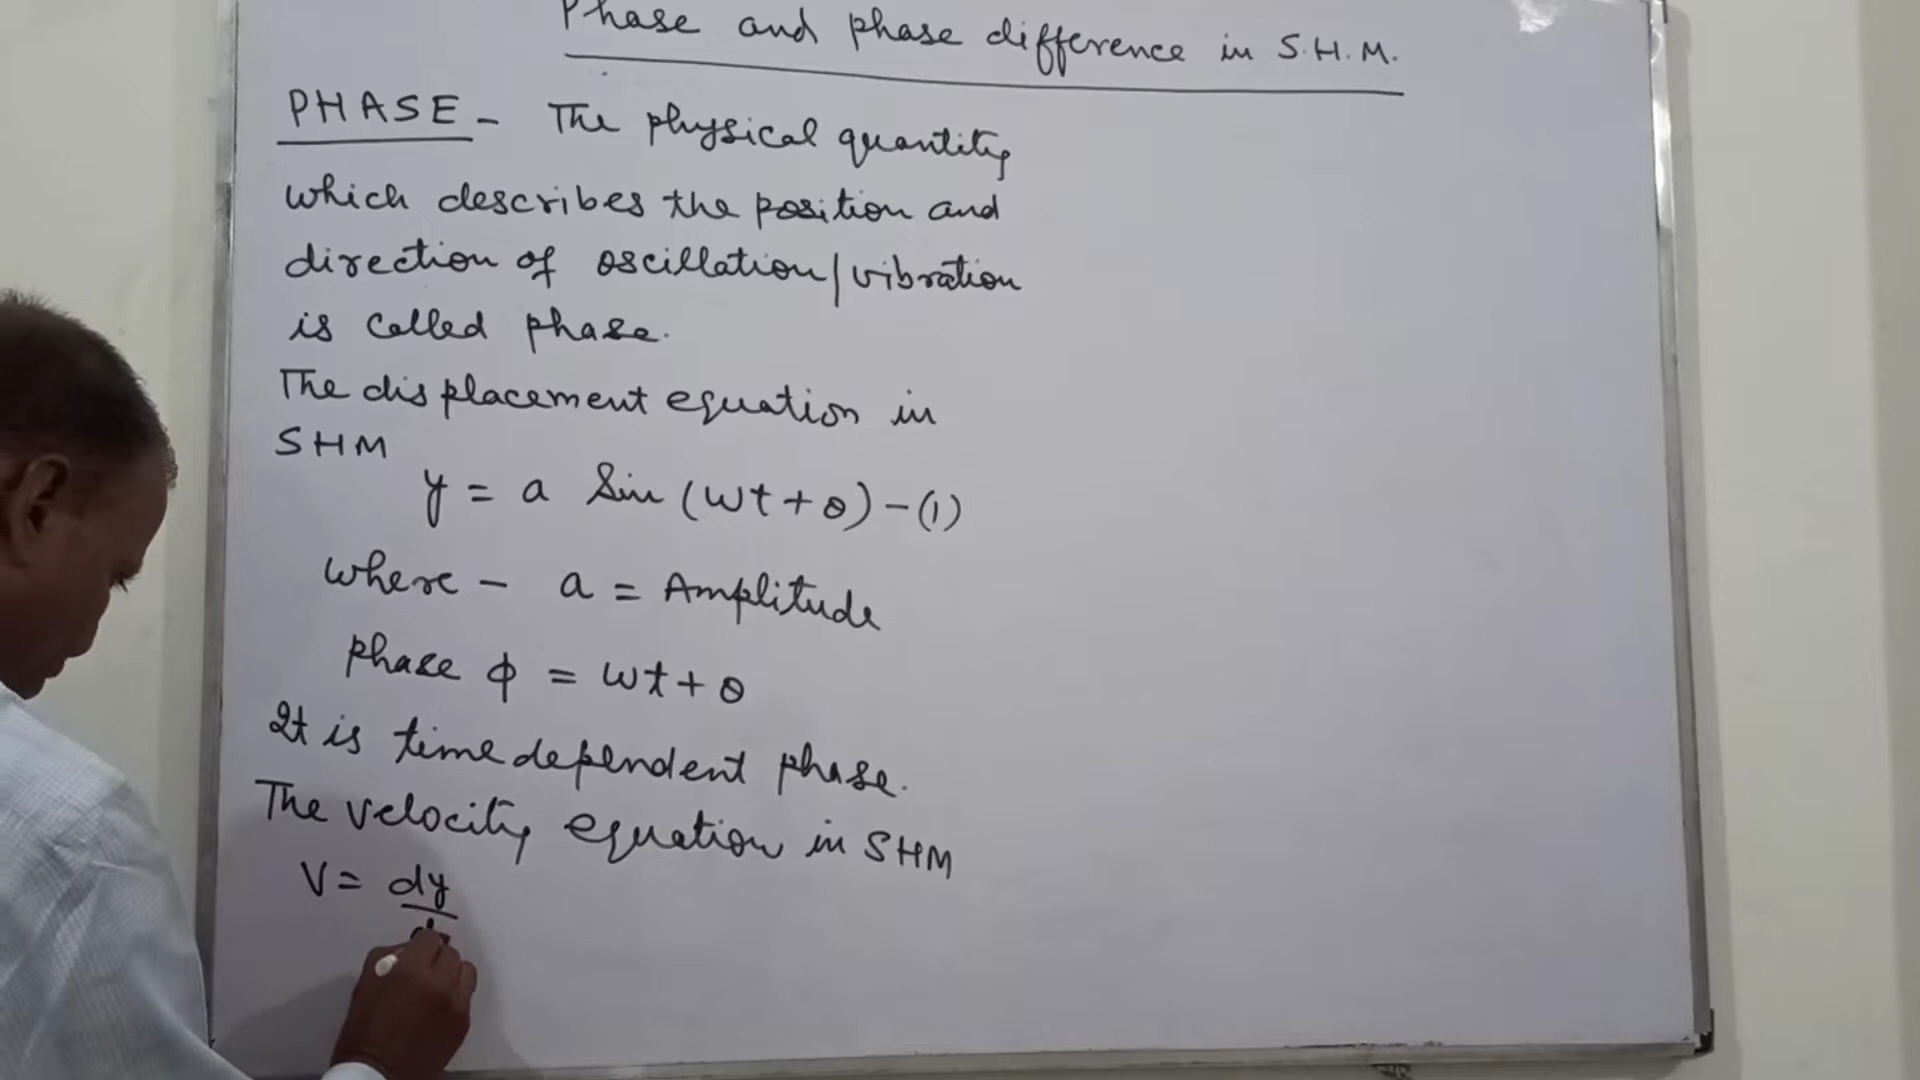 Phase and phase difference in S.H.M.
PHASE - The physical quantity
which describes the position and
direction of oscillation/vibration
is called phase.
The displacement equation in
SHM
y = a Sin (ωt + θ) - (1)
where - a = Amplitude
phase ϕ = ωt + θ
It is time dependent phase.
The velocity equation in SHM
V = dy